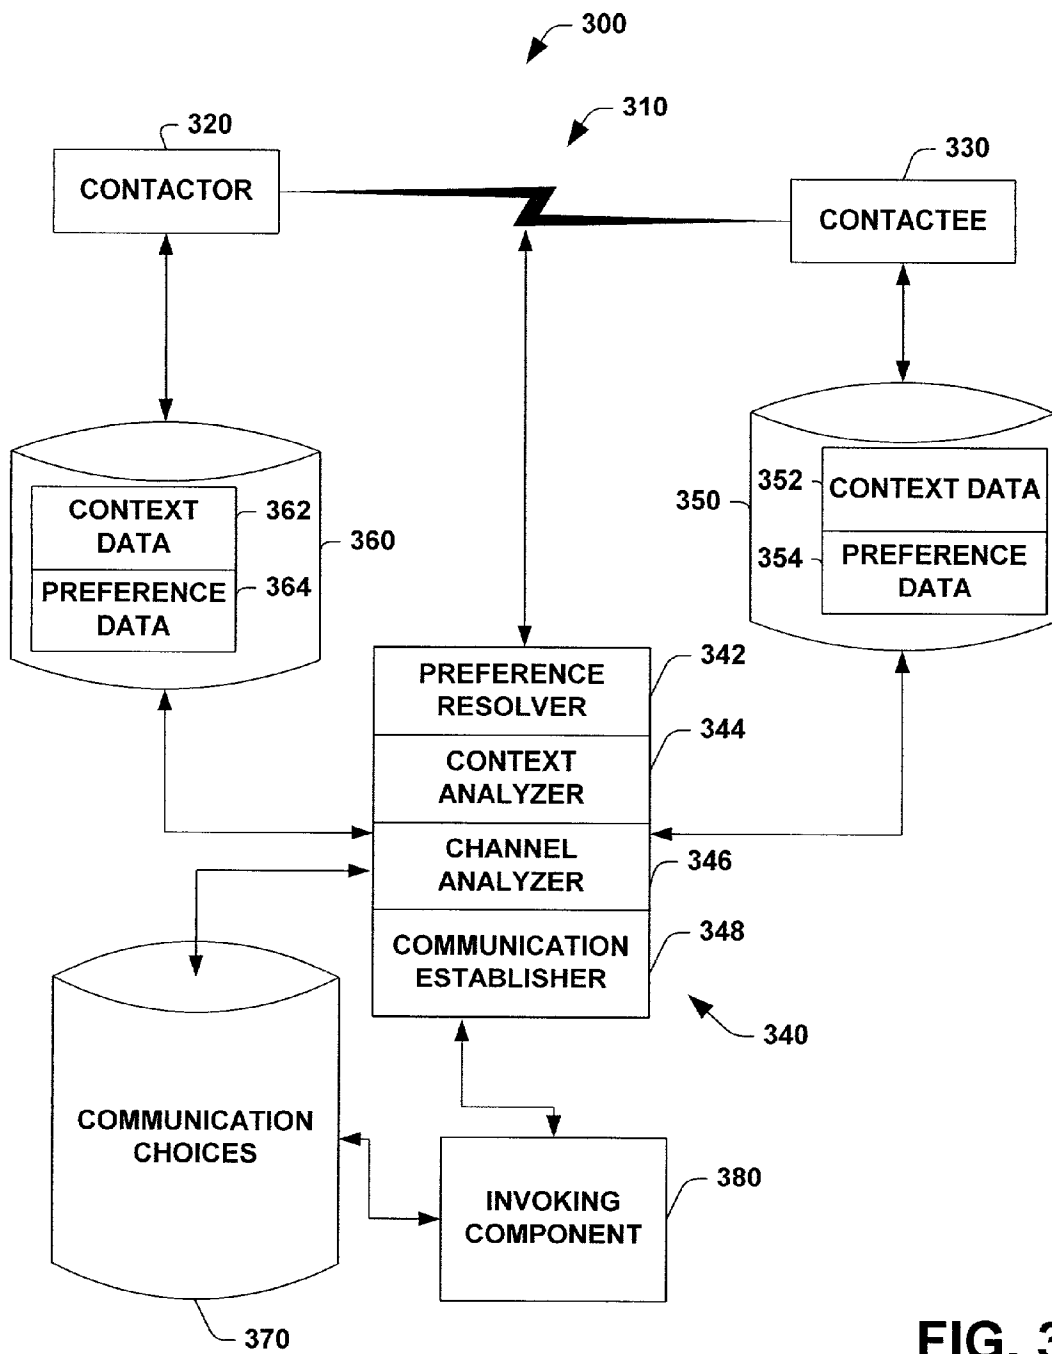 300
310
320
CONTACTOR
330
CONTACTEE
CONTEXT
DATA
362
PREFERENCE
DATA
364
360
350
352
CONTEXT DATA
354
PREFERENCE
DATA
PREFERENCE
RESOLVER
342
CONTEXT
ANALYZER
344
CHANNEL
ANALYZER
346
COMMUNICATION
ESTABLISHER
348
340
COMMUNICATION
CHOICES
370
INVOKING
COMPONENT
380
FIG. 3